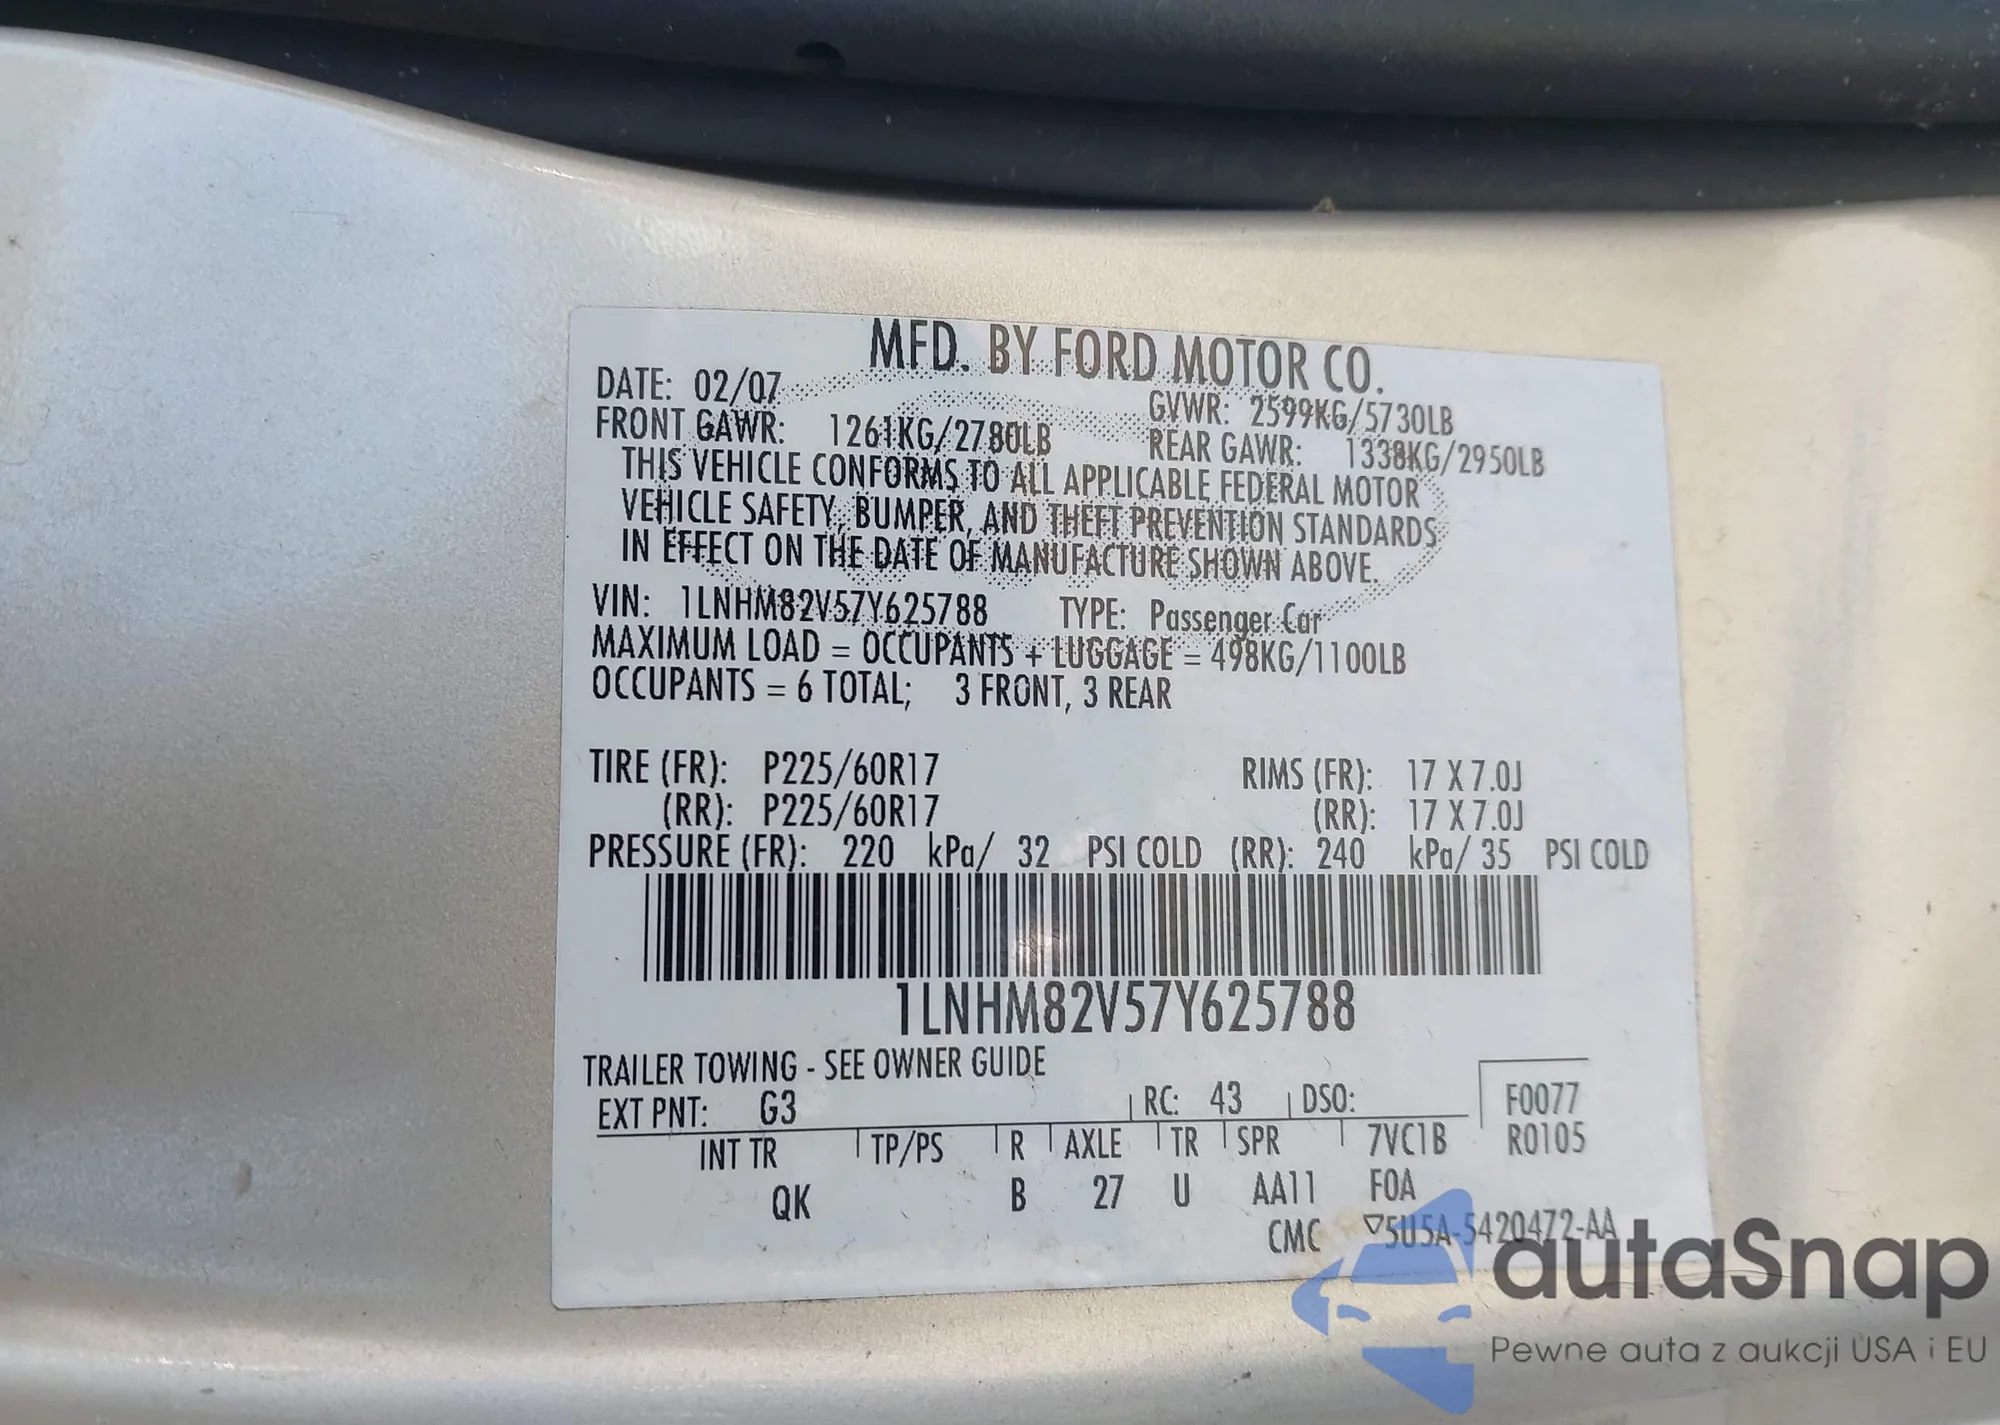 MFD. BY FORD MOTOR CO.
DATE: 02/07 GVWR: 2599KG/5730LB
FRONT GAWR: 1261KG/2780LB REAR GAWR: 1338KG/2950LB
THIS VEHICLE CONFORMS TO ALL APPLICABLE FEDERAL MOTOR
VEHICLE SAFETY, BUMPER, AND THEFT PREVENTION STANDARDS
IN EFFECT ON THE DATE OF MANUFACTURE SHOWN ABOVE.
VIN: 1LNHM82V57Y625788 TYPE: Passenger Car
MAXIMUM LOAD = OCCUPANTS + LUGGAGE = 498KG/1100LB
OCCUPANTS = 6 TOTAL; 3 FRONT, 3 REAR
TIRE (FR): P225/60R17 RIMS (FR): 17 X 7.0J
(RR): P225/60R17 (RR): 17 X 7.0J
PRESSURE (FR): 220 kPa/ 32 PSI COLD (RR): 240 kPa/ 35 PSI COLD
1LNHM82V57Y625788
TRAILER TOWING - SEE OWNER GUIDE
EXT PNT: G3 RC: 43 DSO: F0077
INT TR TP/PS R AXLE TR SPR 7VC1B R0105
QK B 27 U AA11 F0A
CMC ▽5U5A-5420472-AA
autaSnap
Pewne auta z aukcji USA i EU